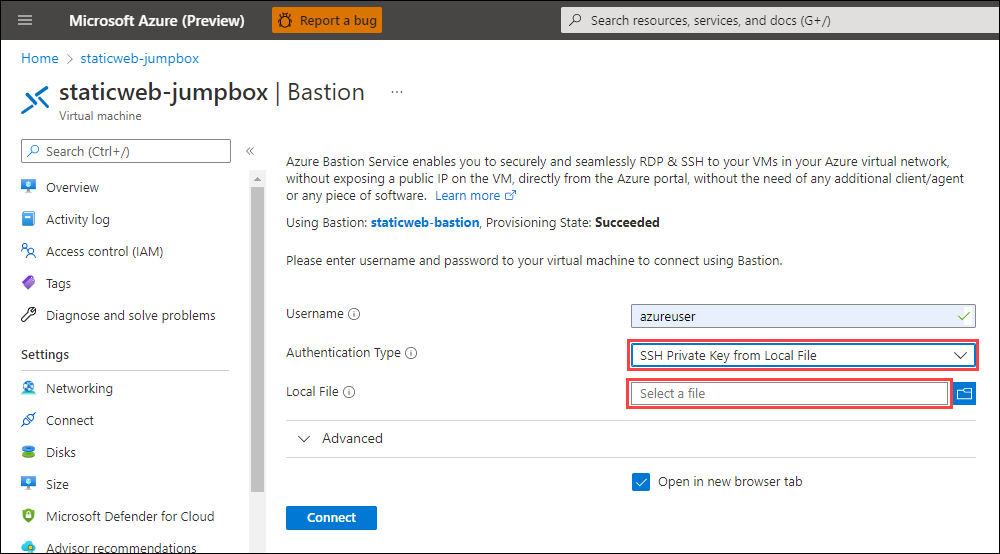 Microsoft Azure (Preview)
Report a bug
Search resources, services, and docs (G+/)
Home > staticweb-jumpbox
staticweb-jumpbox | Bastion ...
Virtual machine
Search (Ctrl+/)
«
Overview
Activity log
Access control (IAM)
Tags
Diagnose and solve problems
Settings
Networking
Connect
Disks
Size
Microsoft Defender for Cloud
Advisor recommendations
Azure Bastion Service enables you to securely and seamlessly RDP & SSH to your VMs in your Azure virtual network,
without exposing a public IP on the VM, directly from the Azure portal, without the need of any additional client/agent
or any piece of software. Learn more
Using Bastion: staticweb-bastion, Provisioning State: Succeeded
Please enter username and password to your virtual machine to connect using Bastion.
Username
azureuser
Authentication Type
SSH Private Key from Local File
Local File
Select a file
Advanced
Open in new browser tab
Connect